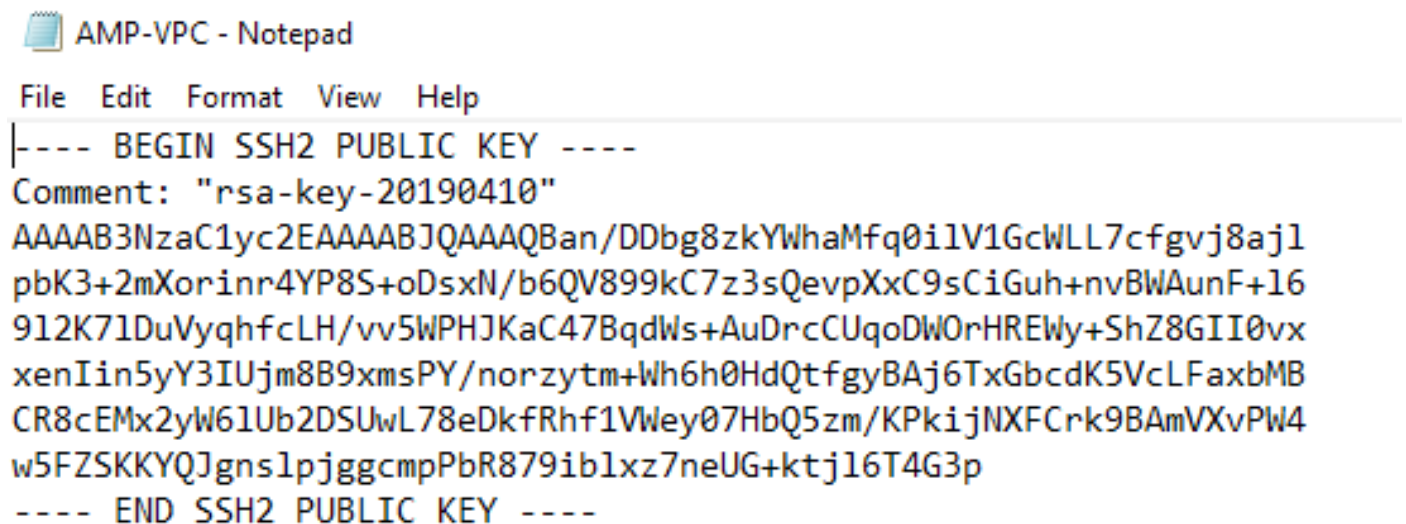 AMP-VPC - Notepad
File Edit Format View Help
---- BEGIN SSH2 PUBLIC KEY ----
Comment: "rsa-key-20190410"
AAAAB3NzaC1yc2EAAAABJQAAAQBan/DDbg8zkYWhaMfq0ilV1GcWLL7cfgvj8ajl
pbK3+2mXorinr4YP8S+oDsxN/b6QV899kC7z3sQevpXxC9sCiGuh+nvBWAunF+l6
9l2K7lDuVyqhfcLH/vv5WPHJKaC47BqdWs+AuDrcCUqoDWOrHREWy+ShZ8GII0vx
xenIin5yY3IUjm8B9xmsPY/norzytm+Wh6h0HdQtfgyBAj6TxGbcdK5VcLFaxbMB
CR8cEMx2yW6lUb2DSUwL78eDkfRhf1VWey07HbQ5zm/KPkijNXFCrk9BAmVXvPW4
w5FZSKKYQJgnslpjggcmpPbR879iblxz7neUG+ktjl6T4G3p
---- END SSH2 PUBLIC KEY ----